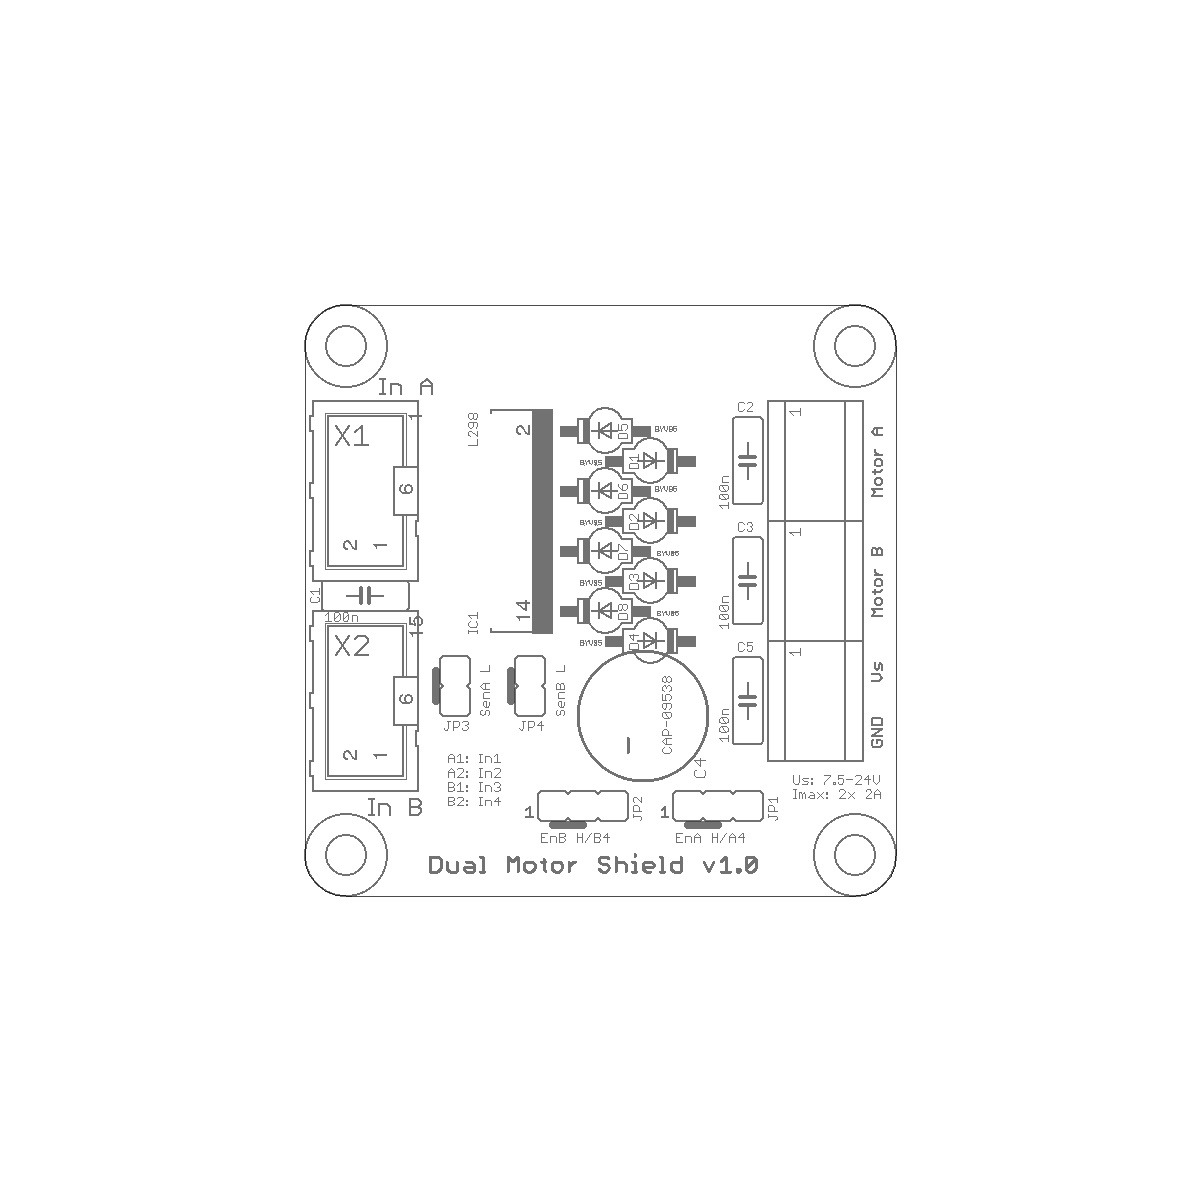 In A
X1
1
6
2 1
C1
100n
15
X2
6
2 1
In B
L298
2
14
IC1
D5
BYV95
D1
BYV95
D6
BYV95
D2
BYV95
D7
BYV95
D3
BYV95
D8
BYV95
D4
BYV95
C2
100n
C3
100n
C5
100n
1
Motor A
1
Motor B
1
Vs
GND
JP3
SenA L
JP4
SenB L
CAP-09538
C4
A1: In1
A2: In2
B1: In3
B2: In4
Vs: 7.5-24V
Imax: 2x 2A
1
JP2
EnB H/B4
1
JP1
EnA H/A4
Dual Motor Shield v1.0